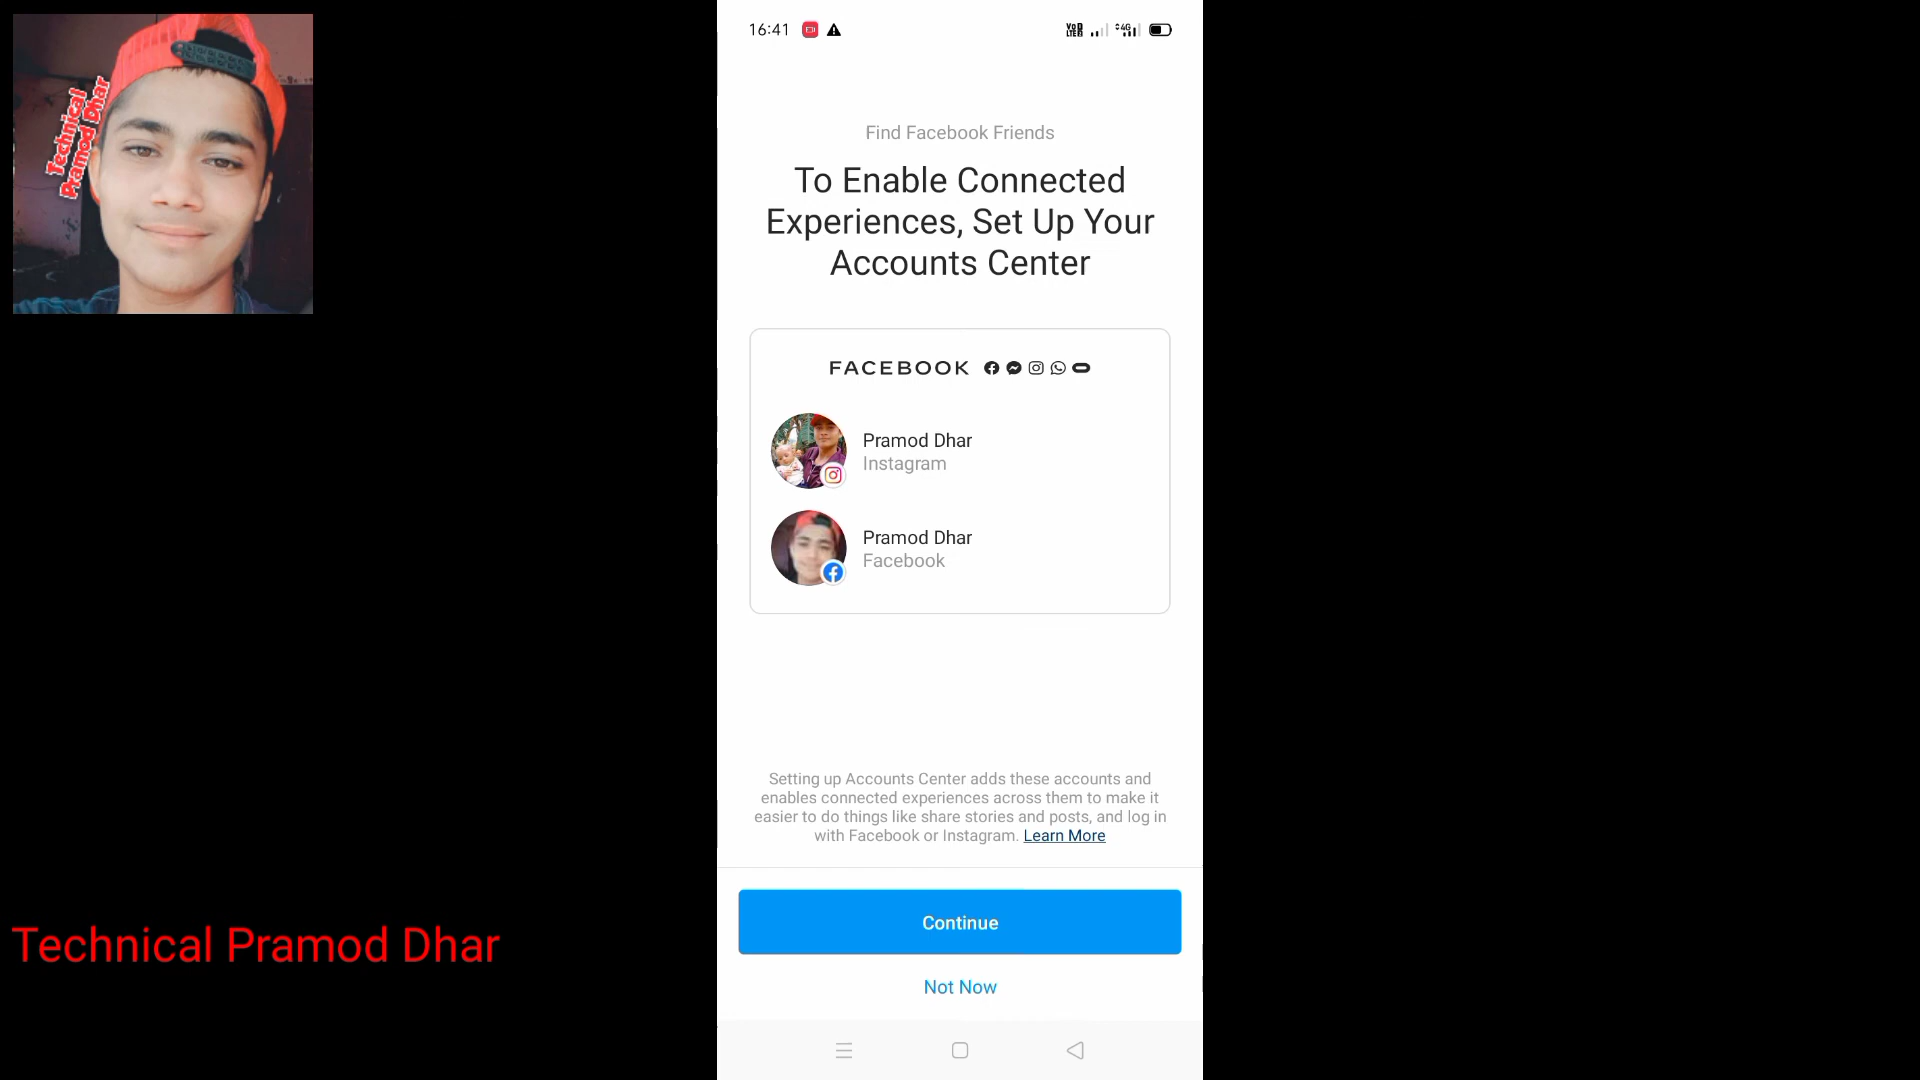 Technical
Pramod Dhar
16:41
Find Facebook Friends
To Enable Connected
Experiences, Set Up Your
Accounts Center
FACEBOOK
Pramod Dhar
Instagram
Pramod Dhar
Facebook
Setting up Accounts Center adds these accounts and
enables connected experiences across them to make it
easier to do things like share stories and posts, and log in
with Facebook or Instagram. Learn More
Continue
Not Now
Technical Pramod Dhar